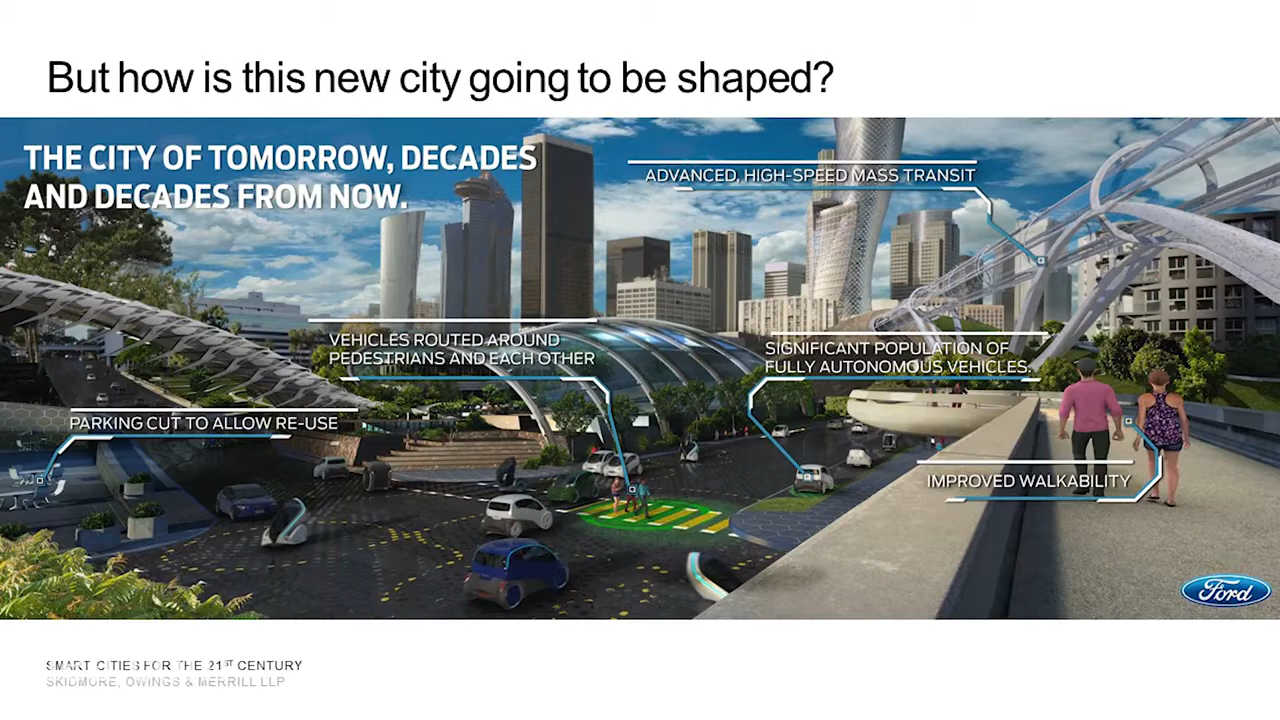 But how is this new city going to be shaped?
THE CITY OF TOMORROW, DECADES
AND DECADES FROM NOW.
ADVANCED, HIGH-SPEED MASS TRANSIT
VEHICLES ROUTED AROUND
PEDESTRIANS AND EACH OTHER
SIGNIFICANT POPULATION OF
FULLY AUTONOMOUS VEHICLES.
PARKING CUT TO ALLOW RE-USE
IMPROVED WALKABILITY
Ford
SMART CITIES FOR THE 21ST CENTURY
SKIDMORE, OWINGS & MERRILL LLP